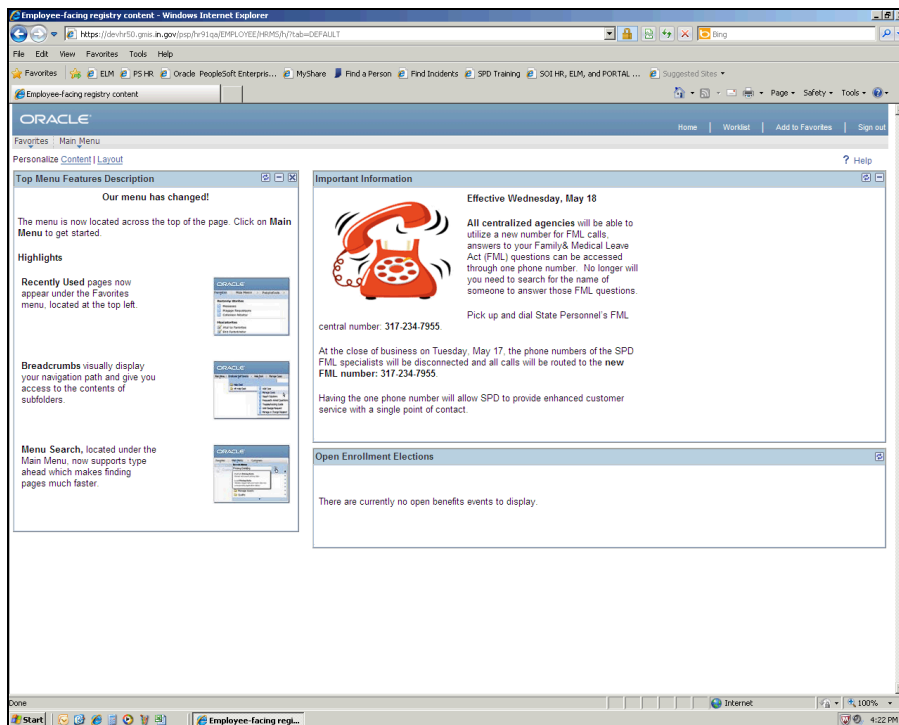 Employee-facing registry content - Windows Internet Explorer
https://devhr50.gmis.in.gov/psp/hr91qa/EMPLOYEE/HRMS/h/?tab=DEFAULT
Bing
File Edit View Favorites Tools Help
Favorites ELM PS HR Oracle PeopleSoft Enterpris... MyShare Find a Person Find Incidents SPD Training SOI HR, ELM, and PORTAL ... Suggested Sites
Employee-facing registry content
Page Safety Tools
ORACLE
Home Worklist Add to Favorites Sign out
Favorites Main Menu
Personalize Content | Layout
? Help
Top Menu Features Description
Our menu has changed!
The menu is now located across the top of the page. Click on Main
Menu to get started.
Highlights
Recently Used pages now
appear under the Favorites
menu, located at the top left.
ORACLE
Breadcrumbs visually display
your navigation path and give you
access to the contents of
subfolders.
ORACLE
Menu Search, located under the
Main Menu, now supports type
ahead which makes finding
pages much faster.
ORACLE
Important Information
Effective Wednesday, May 18
All centralized agencies will be able to
utilize a new number for FML calls,
answers to your Family& Medical Leave
Act (FML) questions can be accessed
through one phone number. No longer will
you need to search for the name of
someone to answer those FML questions.
Pick up and dial State Personnel's FML
central number: 317-234-7955.
At the close of business on Tuesday, May 17, the phone numbers of the SPD
FML specialists will be disconnected and all calls will be routed to the new
FML number: 317-234-7955.
Having the one phone number will allow SPD to provide enhanced customer
service with a single point of contact.
Open Enrollment Elections
There are currently no open benefits events to display.
Done
Internet
100%
Start
Employee-facing regi...
4:22 PM